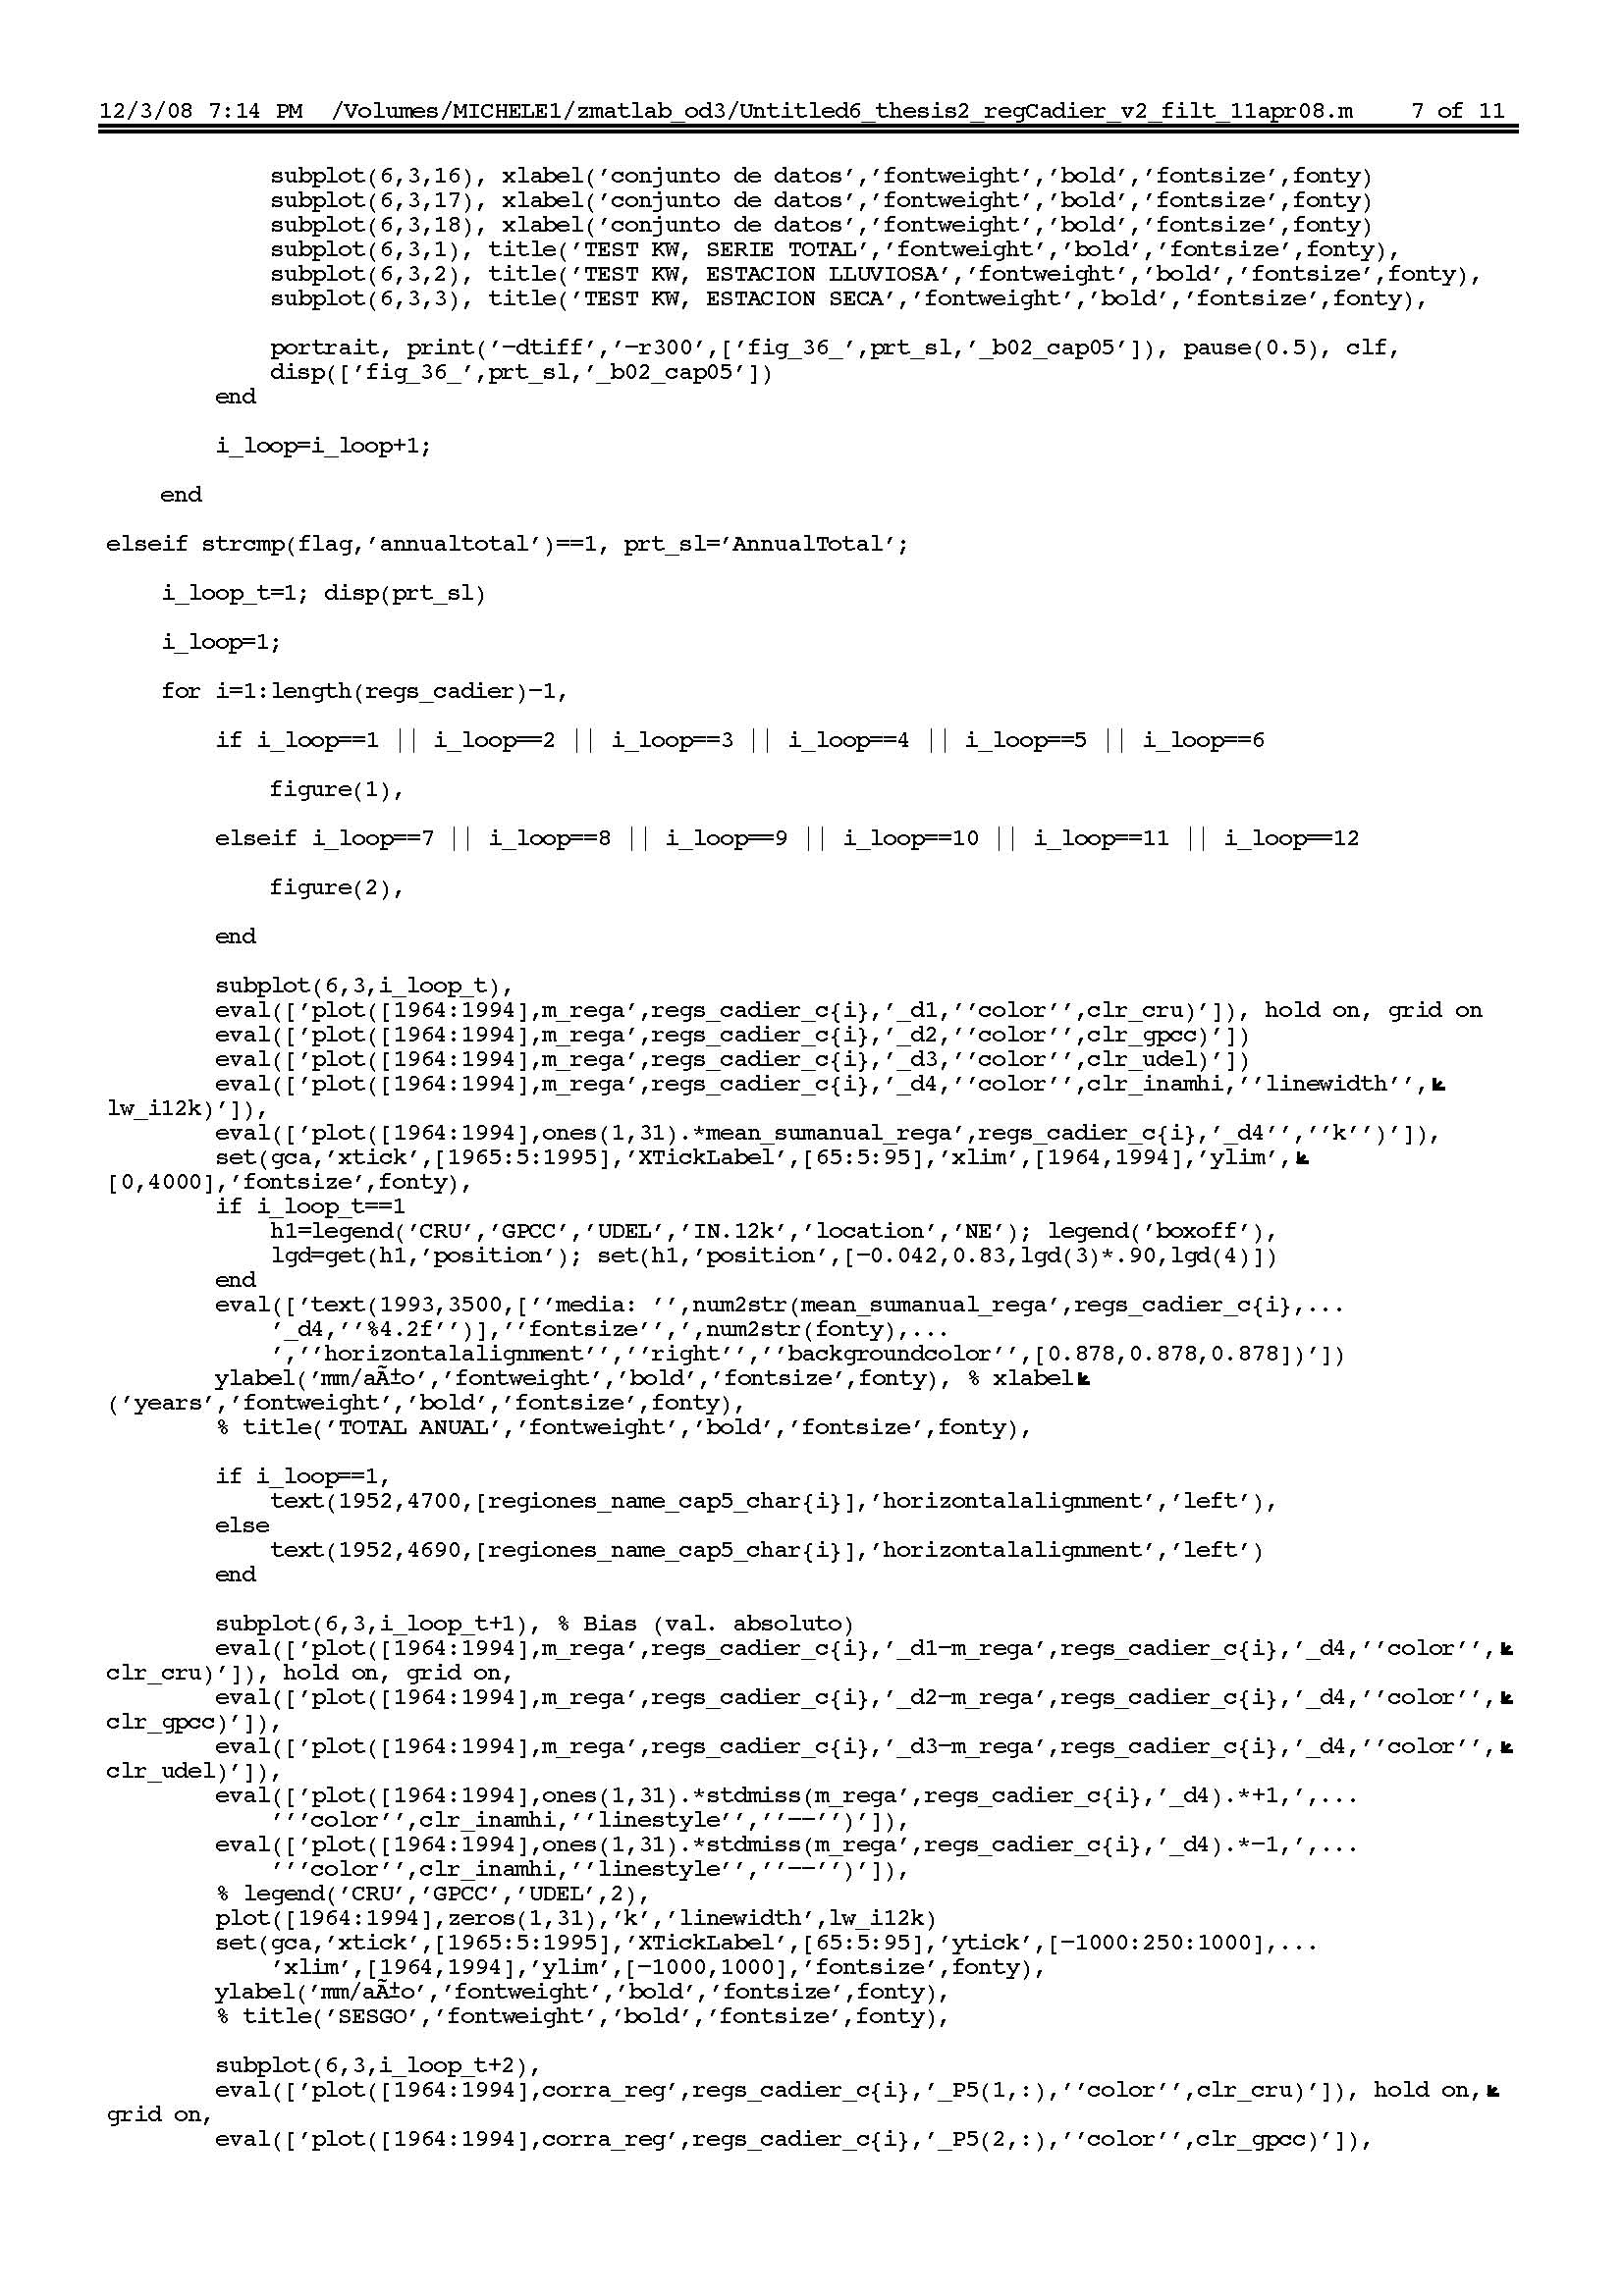 12/3/08 7:14 PM  /Volumes/MICHELE1/zmatlab_od3/Untitled6_thesis2_regCadier_v2_filt_11apr08.m    7 of 11
            subplot(6,3,16), xlabel('conjunto de datos','fontweight','bold','fontsize',fonty)
            subplot(6,3,17), xlabel('conjunto de datos','fontweight','bold','fontsize',fonty)
            subplot(6,3,18), xlabel('conjunto de datos','fontweight','bold','fontsize',fonty)
            subplot(6,3,1), title('TEST KW, SERIE TOTAL','fontweight','bold','fontsize',fonty),
            subplot(6,3,2), title('TEST KW, ESTACION LLUVIOSA','fontweight','bold','fontsize',fonty),
            subplot(6,3,3), title('TEST KW, ESTACION SECA','fontweight','bold','fontsize',fonty),
            portrait, print('-dtiff','-r300',['fig_36_',prt_sl,'_b02_cap05']), pause(0.5), clf,
            disp(['fig_36_',prt_sl,'_b02_cap05'])
        end
        i_loop=i_loop+1;
    end
elseif strcmp(flag,'annualtotal')==1, prt_sl='AnnualTotal';
    i_loop_t=1; disp(prt_sl)
    i_loop=1;
    for i=1:length(regs_cadier)-1,
        if i_loop==1 || i_loop==2 || i_loop==3 || i_loop==4 || i_loop==5 || i_loop==6
            figure(1),
        elseif i_loop==7 || i_loop==8 || i_loop==9 || i_loop==10 || i_loop==11 || i_loop==12
            figure(2),
        end
        subplot(6,3,i_loop_t),
        eval(['plot([1964:1994],m_rega',regs_cadier_c{i},'_d1,''color'',clr_cru)']), hold on, grid on
        eval(['plot([1964:1994],m_rega',regs_cadier_c{i},'_d2,''color'',clr_gpcc)'])
        eval(['plot([1964:1994],m_rega',regs_cadier_c{i},'_d3,''color'',clr_udel)'])
        eval(['plot([1964:1994],m_rega',regs_cadier_c{i},'_d4,''color'',clr_inamhi,''linewidth'',
lw_i12k)']),
        eval(['plot([1964:1994],ones(1,31).*mean_sumanual_rega',regs_cadier_c{i},'_d4'',''k'')']),
        set(gca,'xtick',[1965:5:1995],'XTickLabel',[65:5:95],'xlim',[1964,1994],'ylim',
[0,4000],'fontsize',fonty),
        if i_loop_t==1
            h1=legend('CRU','GPCC','UDEL','IN.12k','location','NE'); legend('boxoff'),
            lgd=get(h1,'position'); set(h1,'position',[-0.042,0.83,lgd(3)*.90,lgd(4)])
        end
        eval(['text(1993,3500,[''media: '',num2str(mean_sumanual_rega',regs_cadier_c{i},...
            '_d4,''%4.2f'')],''fontsize'',',num2str(fonty),...
            ',''horizontalalignment'',''right'',''backgroundcolor'',[0.878,0.878,0.878])'])
        ylabel('mm/aÃ±o','fontweight','bold','fontsize',fonty), % xlabel
('years','fontweight','bold','fontsize',fonty),
        % title('TOTAL ANUAL','fontweight','bold','fontsize',fonty),
        if i_loop==1,
            text(1952,4700,[regiones_name_cap5_char{i}],'horizontalalignment','left'),
        else
            text(1952,4690,[regiones_name_cap5_char{i}],'horizontalalignment','left')
        end
        subplot(6,3,i_loop_t+1), % Bias (val. absoluto)
        eval(['plot([1964:1994],m_rega',regs_cadier_c{i},'_d1-m_rega',regs_cadier_c{i},'_d4,''color'',
clr_cru)']), hold on, grid on,
        eval(['plot([1964:1994],m_rega',regs_cadier_c{i},'_d2-m_rega',regs_cadier_c{i},'_d4,''color'',
clr_gpcc)']),
        eval(['plot([1964:1994],m_rega',regs_cadier_c{i},'_d3-m_rega',regs_cadier_c{i},'_d4,''color'',
clr_udel)']),
        eval(['plot([1964:1994],ones(1,31).*stdmiss(m_rega',regs_cadier_c{i},'_d4).*+1,',...
            '''color'',clr_inamhi,''linestyle'',''--'')']),
        eval(['plot([1964:1994],ones(1,31).*stdmiss(m_rega',regs_cadier_c{i},'_d4).*-1,',...
            '''color'',clr_inamhi,''linestyle'',''--'')']),
        % legend('CRU','GPCC','UDEL',2),
        plot([1964:1994],zeros(1,31),'k','linewidth',lw_i12k)
        set(gca,'xtick',[1965:5:1995],'XTickLabel',[65:5:95],'ytick',[-1000:250:1000],...
            'xlim',[1964,1994],'ylim',[-1000,1000],'fontsize',fonty),
        ylabel('mm/aÃ±o','fontweight','bold','fontsize',fonty),
        % title('SESGO','fontweight','bold','fontsize',fonty),
        subplot(6,3,i_loop_t+2),
        eval(['plot([1964:1994],corra_reg',regs_cadier_c{i},'_P5(1,:),''color'',clr_cru)']), hold on,
grid on,
        eval(['plot([1964:1994],corra_reg',regs_cadier_c{i},'_P5(2,:),''color'',clr_gpcc)']),